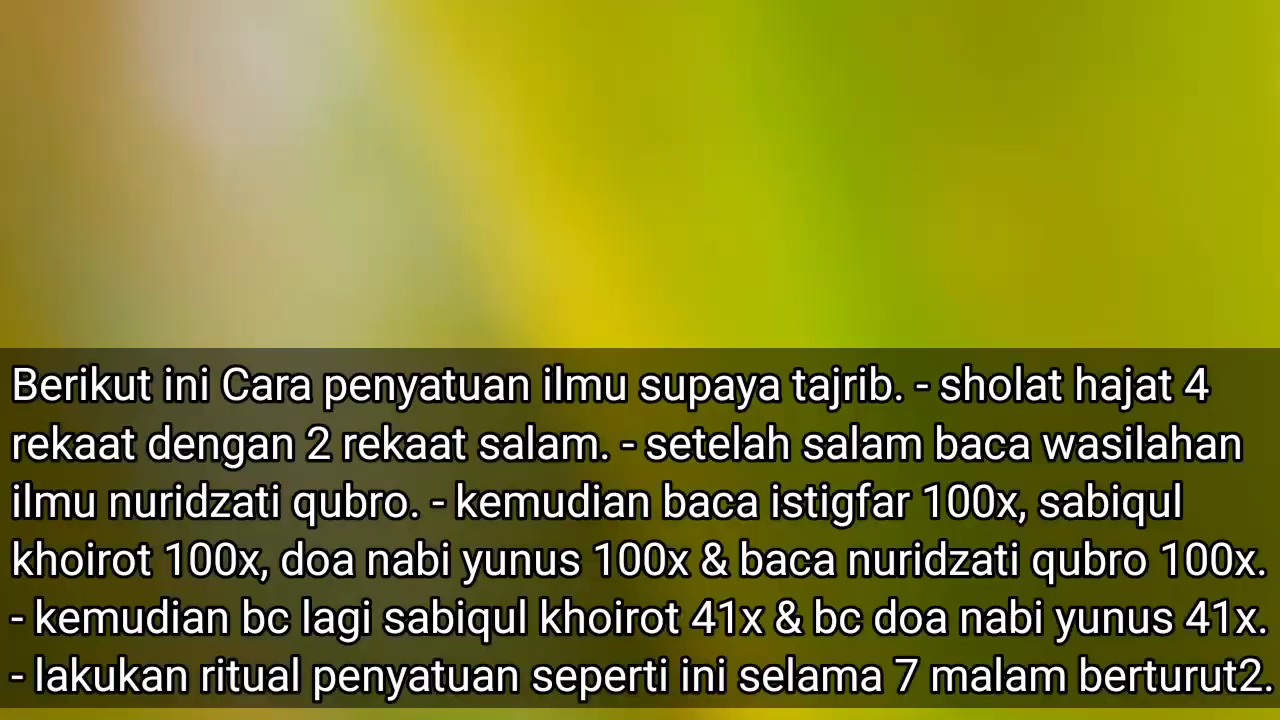 Berikut ini Cara penyatuan ilmu supaya tajrib. - sholat hajat 4
rekaat dengan 2 rekaat salam. - setelah salam baca wasilahan
ilmu nuridzati qubro. - kemudian baca istigfar 100x, sabiqul
khoirot 100x, doa nabi yunus 100x & baca nuridzati qubro 100x.
- kemudian bc lagi sabiqul khoirot 41x & bc doa nabi yunus 41x.
- lakukan ritual penyatuan seperti ini selama 7 malam berturut2.